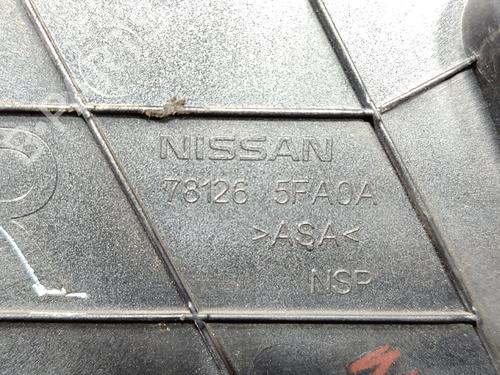 NISSAN
78126 5FA0A
>ASA<
NSP
R